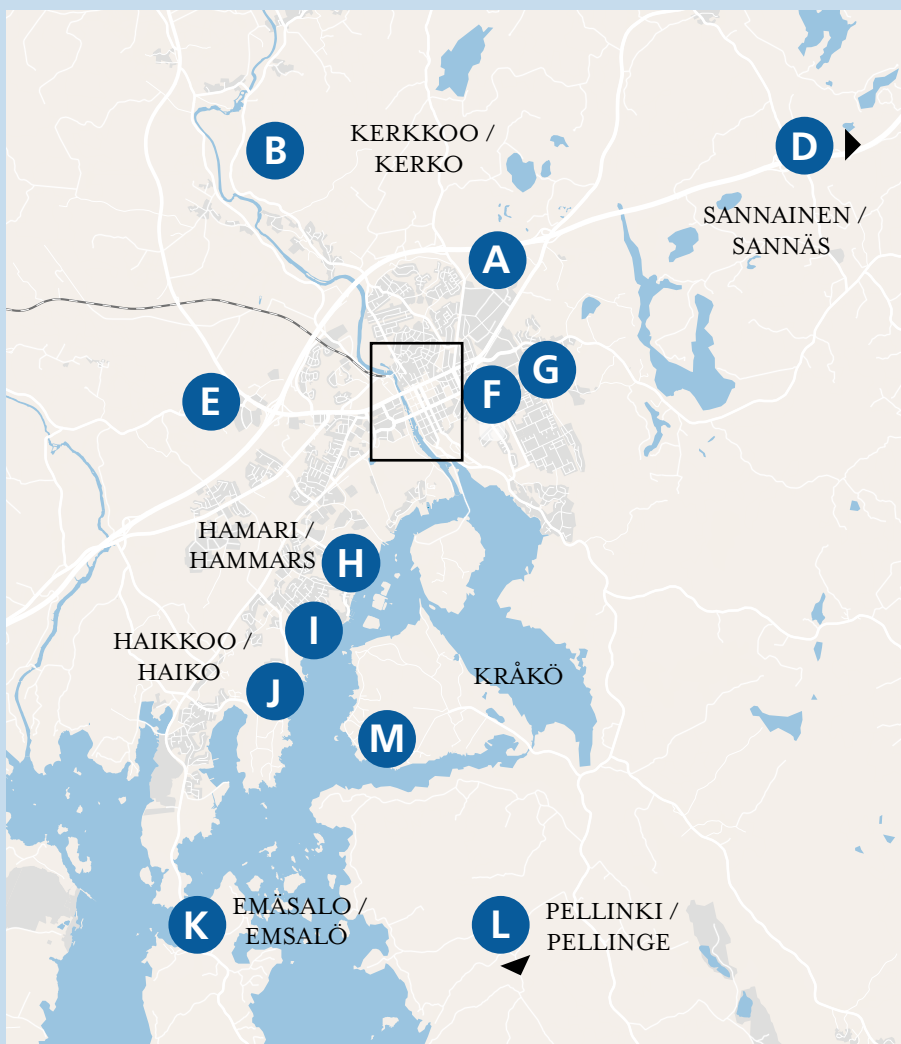 B
KERKKOO /
KERKO
D
SANNAINEN /
SANNÄS
A
G
E
F
HAMARI /
HAMMARS
H
I
HAIKKOO /
HAIKO
J
KRÅKÖ
M
K
EMÄSALO /
EMSALÖ
L
PELLINKI /
PELLINGE